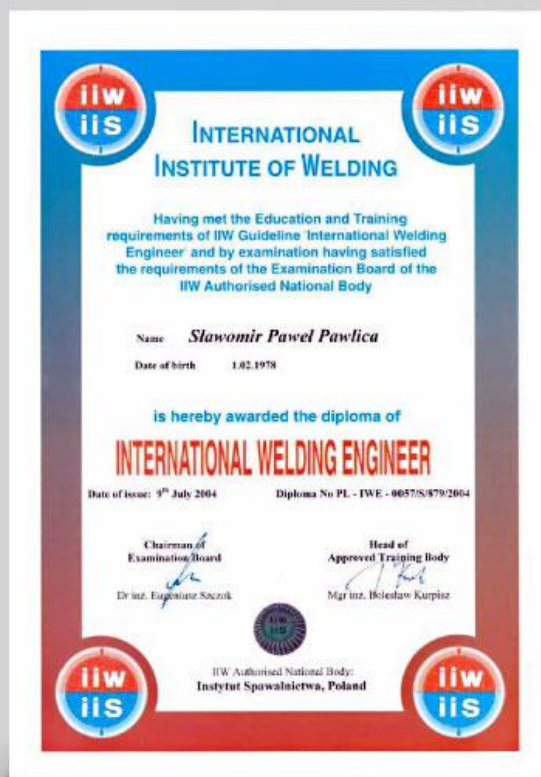 iiw
iis
iiw
iis
INTERNATIONAL
INSTITUTE OF WELDING
Having met the Education and Training
requirements of IIW Guideline 'International Welding
Engineer' and by examination having satisfied
the requirements of the Examination Board of the
IIW Authorised National Body
Name Sławomir Paweł Pawlica
Date of birth 1.02.1978
is hereby awarded the diploma of
INTERNATIONAL WELDING ENGINEER
Date of issue: 9th July 2004 Diploma No PL - IWE - 0057/S/879/2004
Chairman of
Examination Board
Head of
Approved Training Body
Dr inż. Eugeniusz Szczok
Mgr inż. Bolesław Kurpisz
iiw
iis
IIW Authorised National Body:
Instytut Spawalnictwa, Poland
iiw
iis
iiw
iis